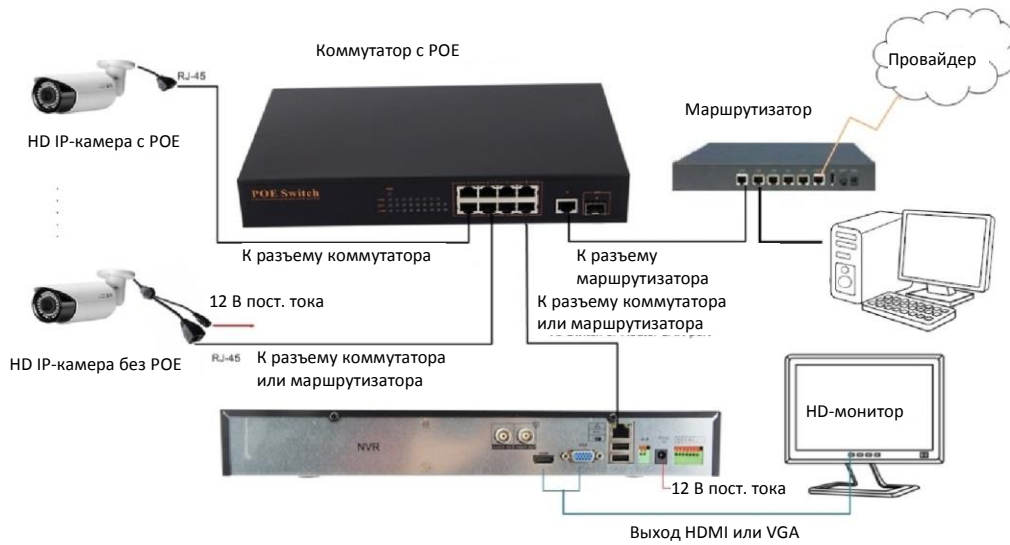 Коммутатор с POE
Провайдер
RJ-45
Маршрутизатор
HD IP-камера с POE
POE Switch
К разъему коммутатора
К разъему
маршрутизатора
12 В пост. тока
К разъему коммутатора
или маршрутизатора
HD IP-камера без POE
RJ-45
К разъему коммутатора
или маршрутизатора
HD-монитор
NVR
12 В пост. тока
Выход HDMI или VGA